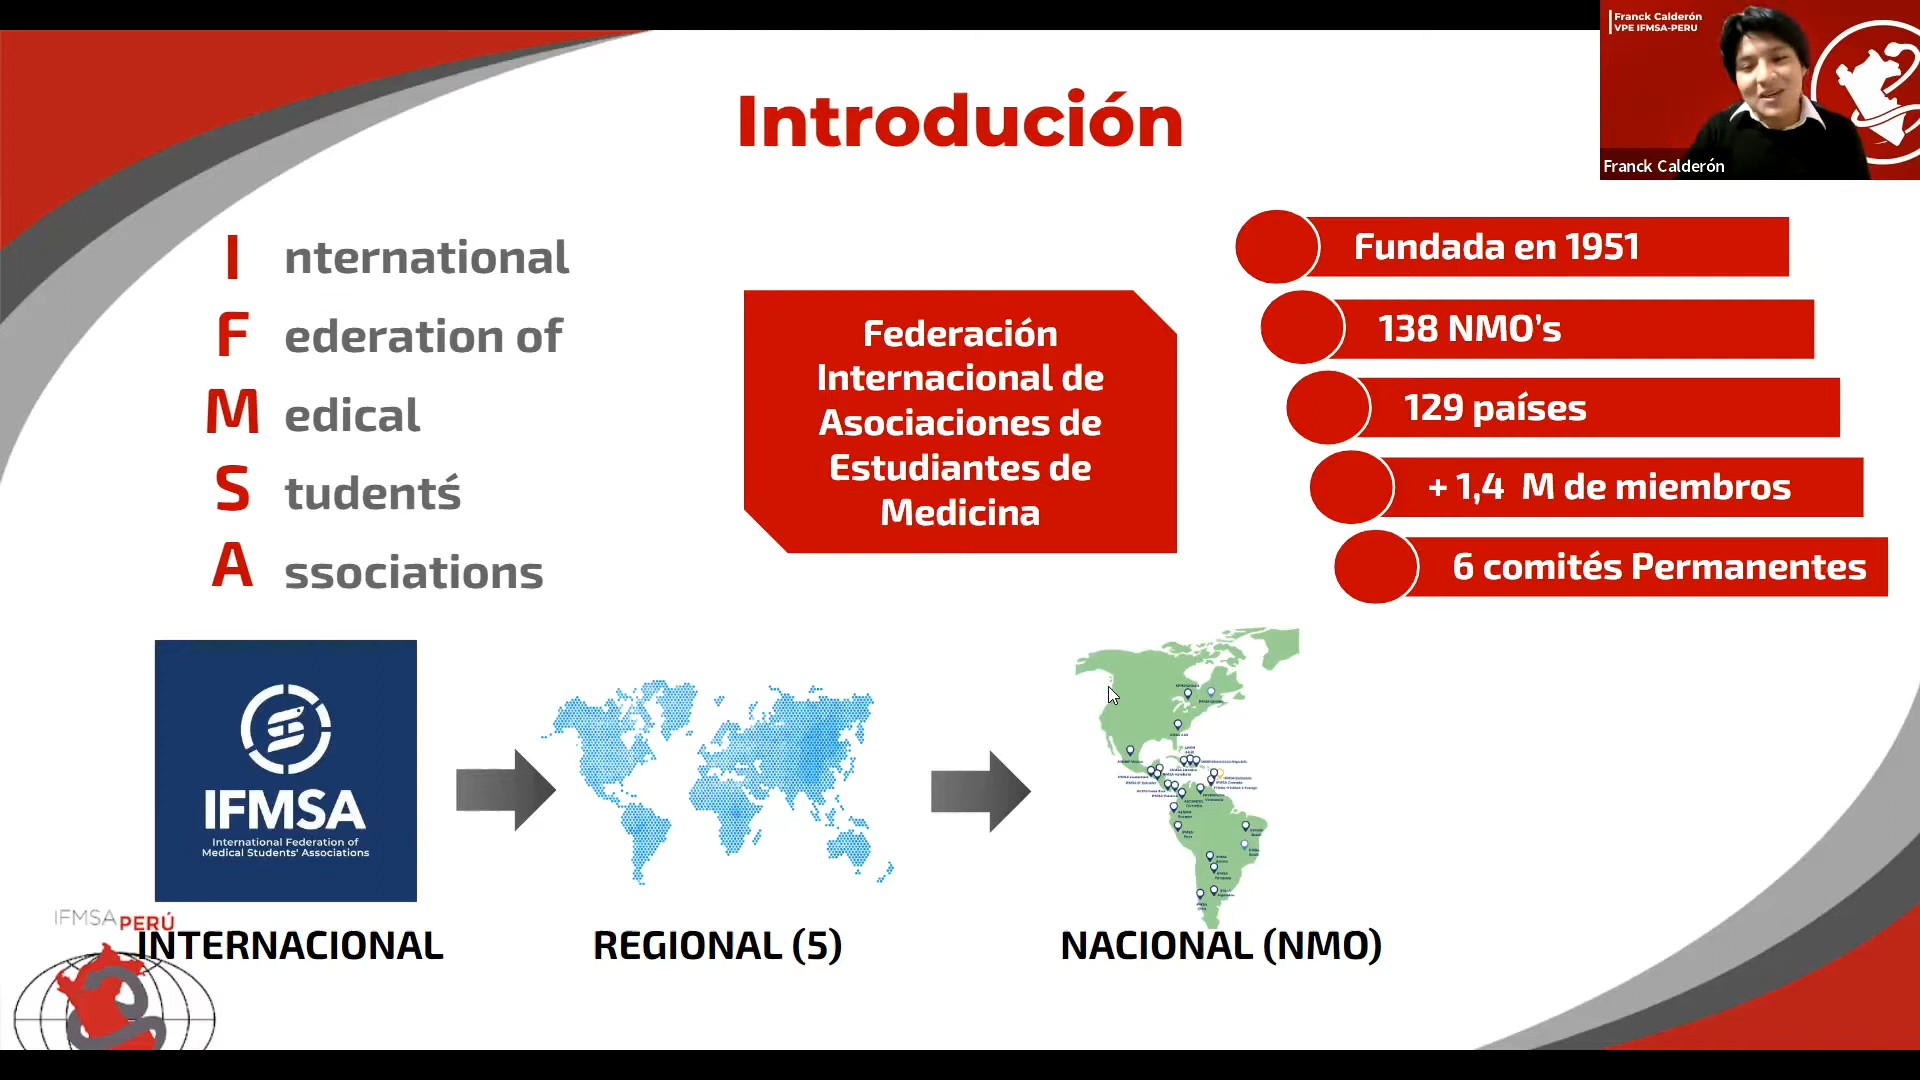 Franck Calderón
VPE IFMSA-PERU
Franck Calderón
Introdución
I nternational
F ederation of
M edical
S tudentś
A ssociations
Federación
Internacional de
Asociaciones de
Estudiantes de
Medicina
Fundada en 1951
138 NMO’s
129 países
+ 1,4 M de miembros
6 comités Permanentes
IFMSA
International Federation of
Medical Students' Associations
IFMSA PERÚ
INTERNACIONAL
REGIONAL (5)
NACIONAL (NMO)